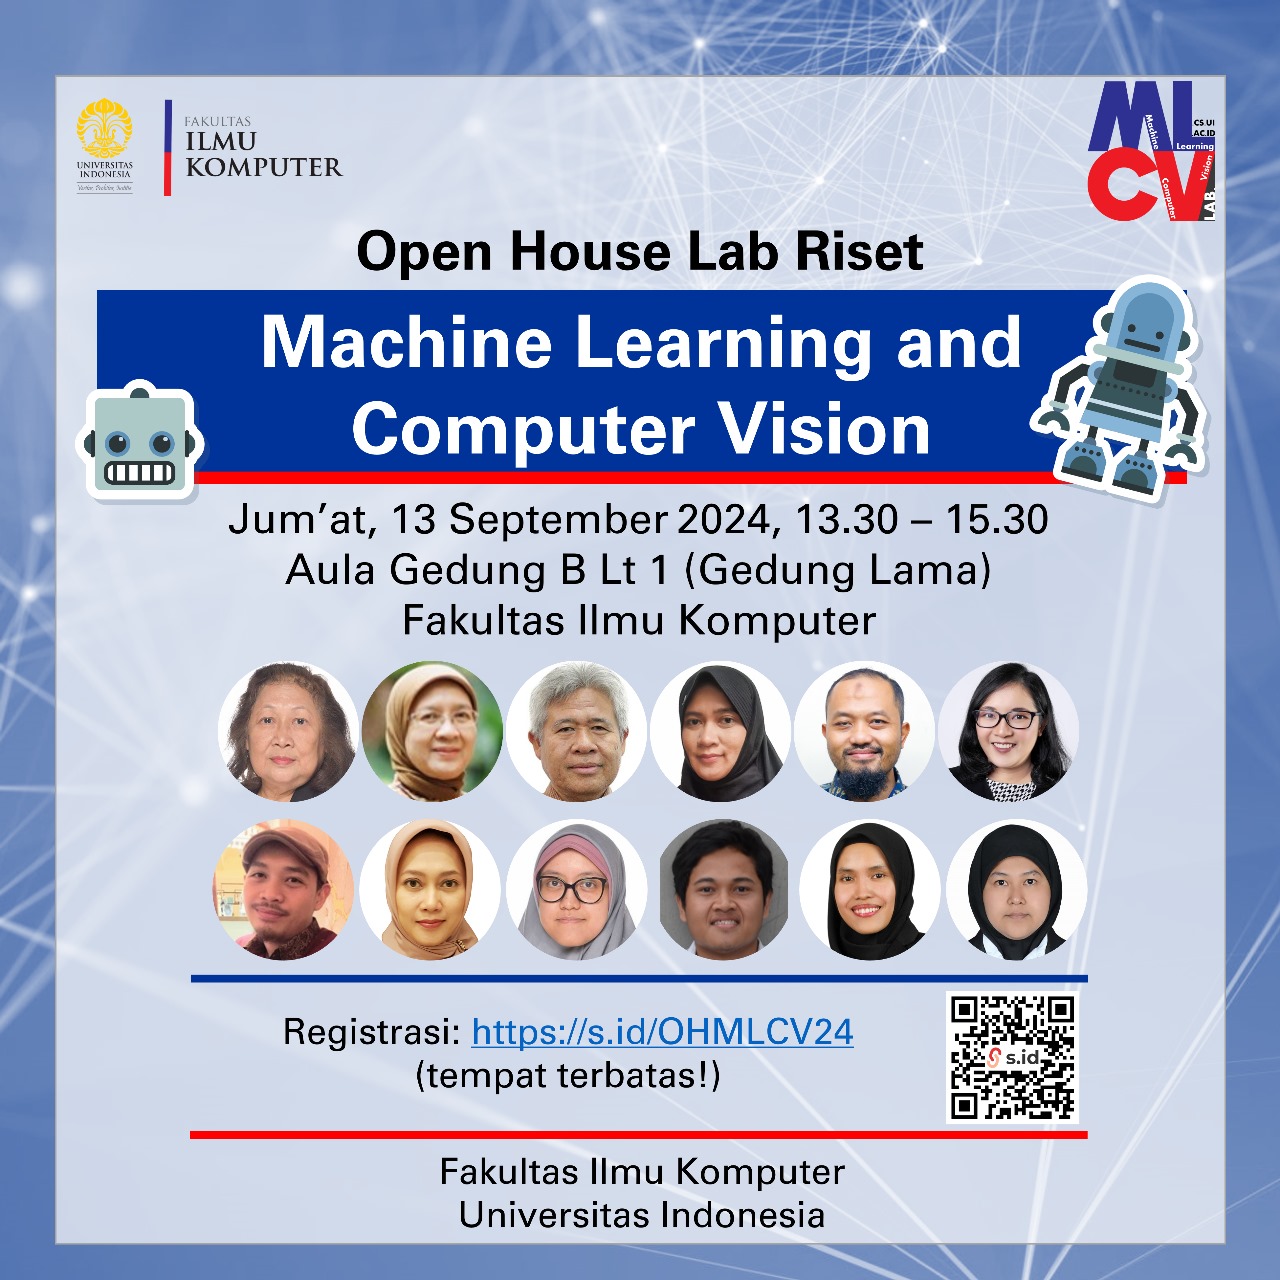 UNIVERSITAS
INDONESIA
Veritas, Probitas, Iustitia
FAKULTAS
ILMU
KOMPUTER
ML
CS.UI
.AC.ID
Machine
Learning
CV
Computer
Vision
LAB
Open House Lab Riset
Machine Learning and
Computer Vision
Jum’at, 13 September 2024, 13.30 – 15.30
Aula Gedung B Lt 1 (Gedung Lama)
Fakultas Ilmu Komputer
Registrasi: https://s.id/OHMLCV24
(tempat terbatas!)
s.id
Fakultas Ilmu Komputer
Universitas Indonesia